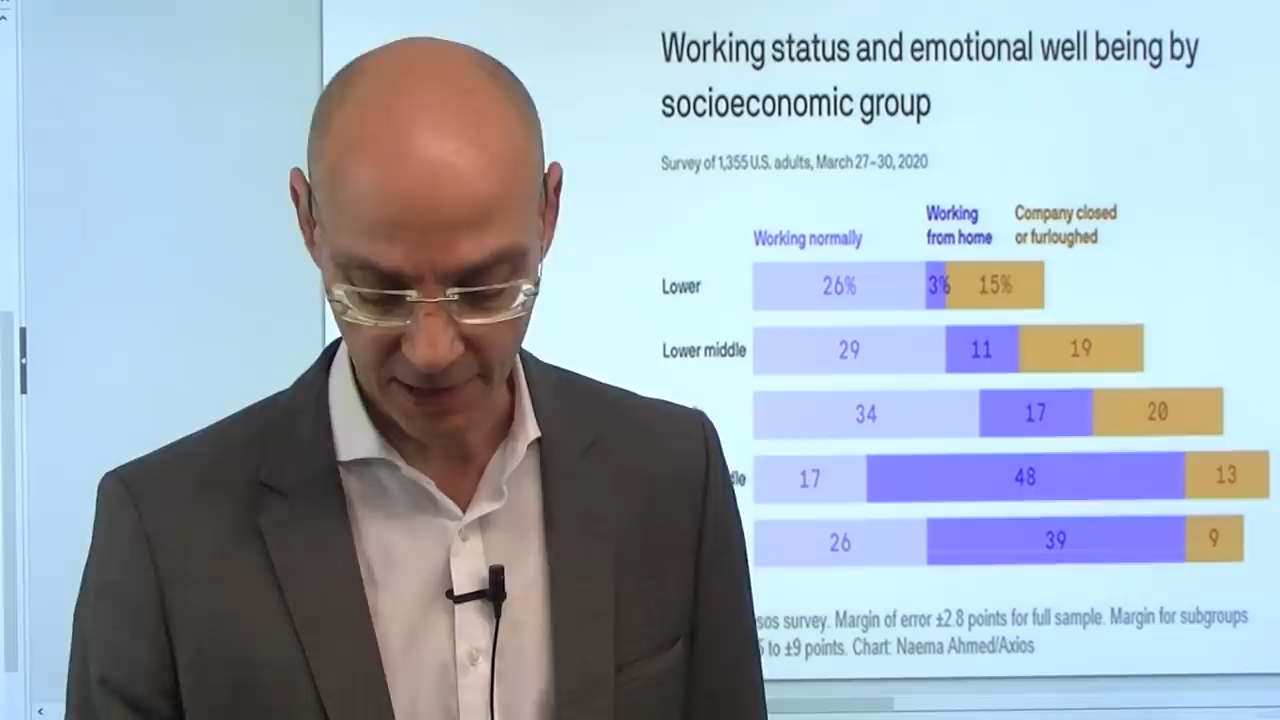 Working status and emotional well being by
socioeconomic group
Survey of 1,355 U.S. adults, March 27–30, 2020
Working normally
Working
from home
Company closed
or furloughed
Lower 26% 3% 15%
Lower middle 29 11 19
34 17 20
17 48 13
26 39 9
survey. Margin of error ±2.8 points for full sample. Margin for subgroups
to ±9 points. Chart: Naema Ahmed/Axios